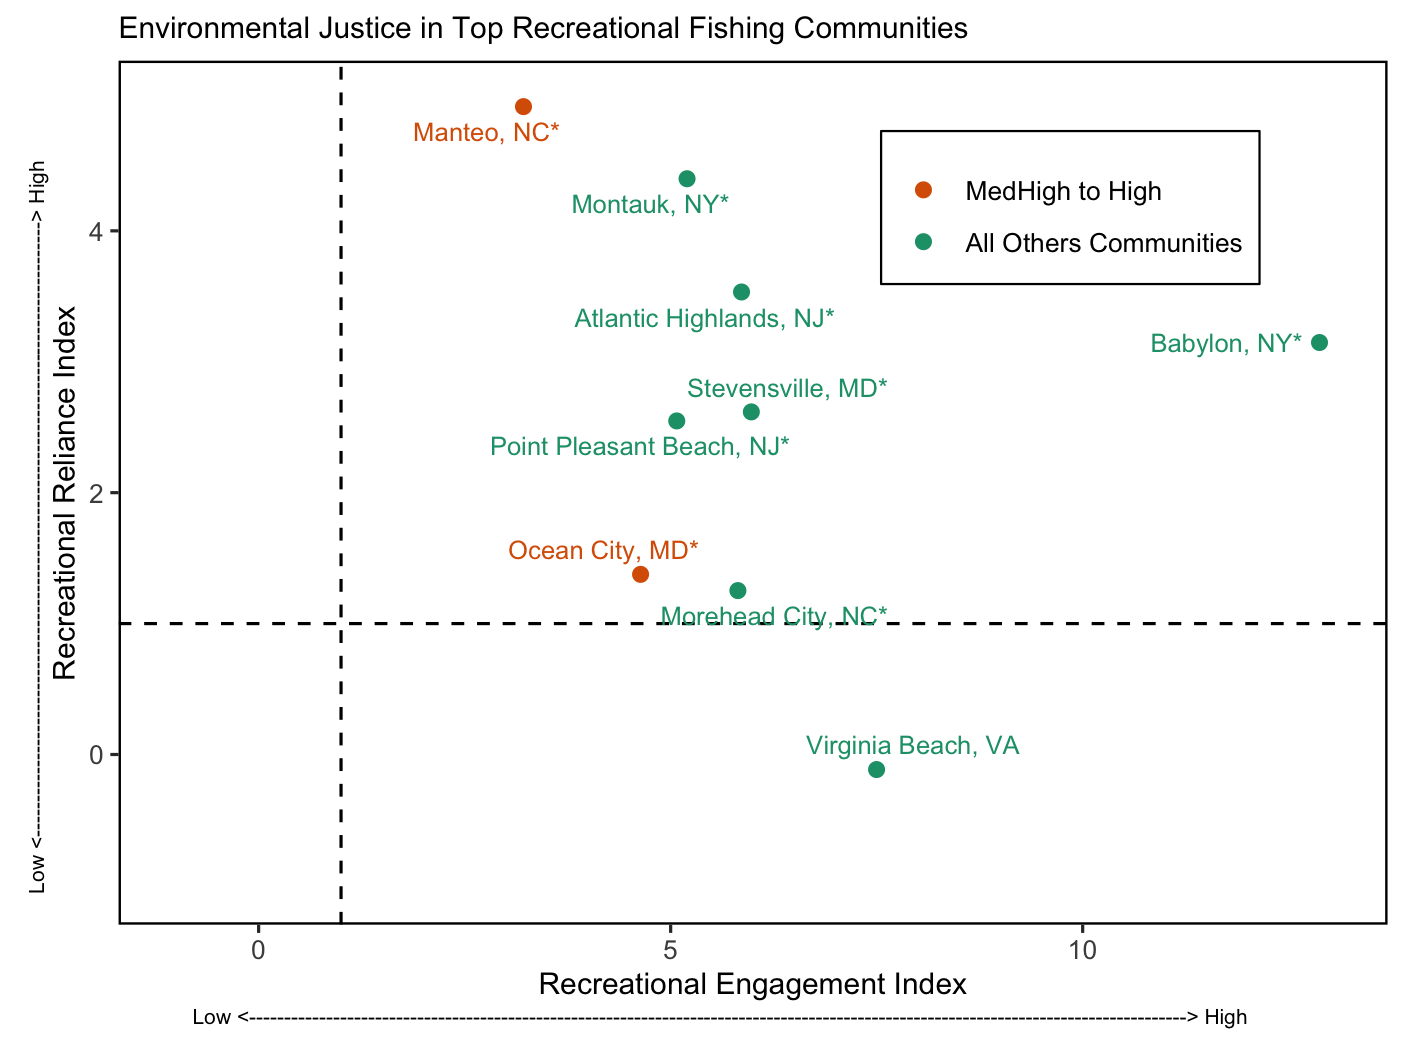 Environmental Justice in Top Recreational Fishing Communities
Manteo, NC*
MedHigh to High
Montauk, NY*
All Others Communities
4
Atlantic Highlands, NJ*
Babylon, NY*
Stevensville, MD*
Point Pleasant Beach, NJ*
2
Ocean City, MD*
Morehead City, NC*
Virginia Beach, VA
0
Recreational Reliance Index
Low <--------------------------------------------------------------------------------> High
0 5 10
Recreational Engagement Index
Low <--------------------------------------------------------------------------------------------------------------------------> High